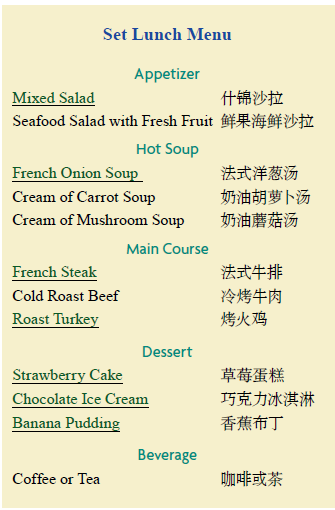 Set Lunch Menu
Appetizer
Mixed Salad 什锦沙拉
Seafood Salad with Fresh Fruit 鲜果海鲜沙拉
Hot Soup
French Onion Soup 法式洋葱汤
Cream of Carrot Soup 奶油胡萝卜汤
Cream of Mushroom Soup 奶油蘑菇汤
Main Course
French Steak 法式牛排
Cold Roast Beef 冷烤牛肉
Roast Turkey 烤火鸡
Dessert
Strawberry Cake 草莓蛋糕
Chocolate Ice Cream 巧克力冰淇淋
Banana Pudding 香蕉布丁
Beverage
Coffee or Tea 咖啡或茶